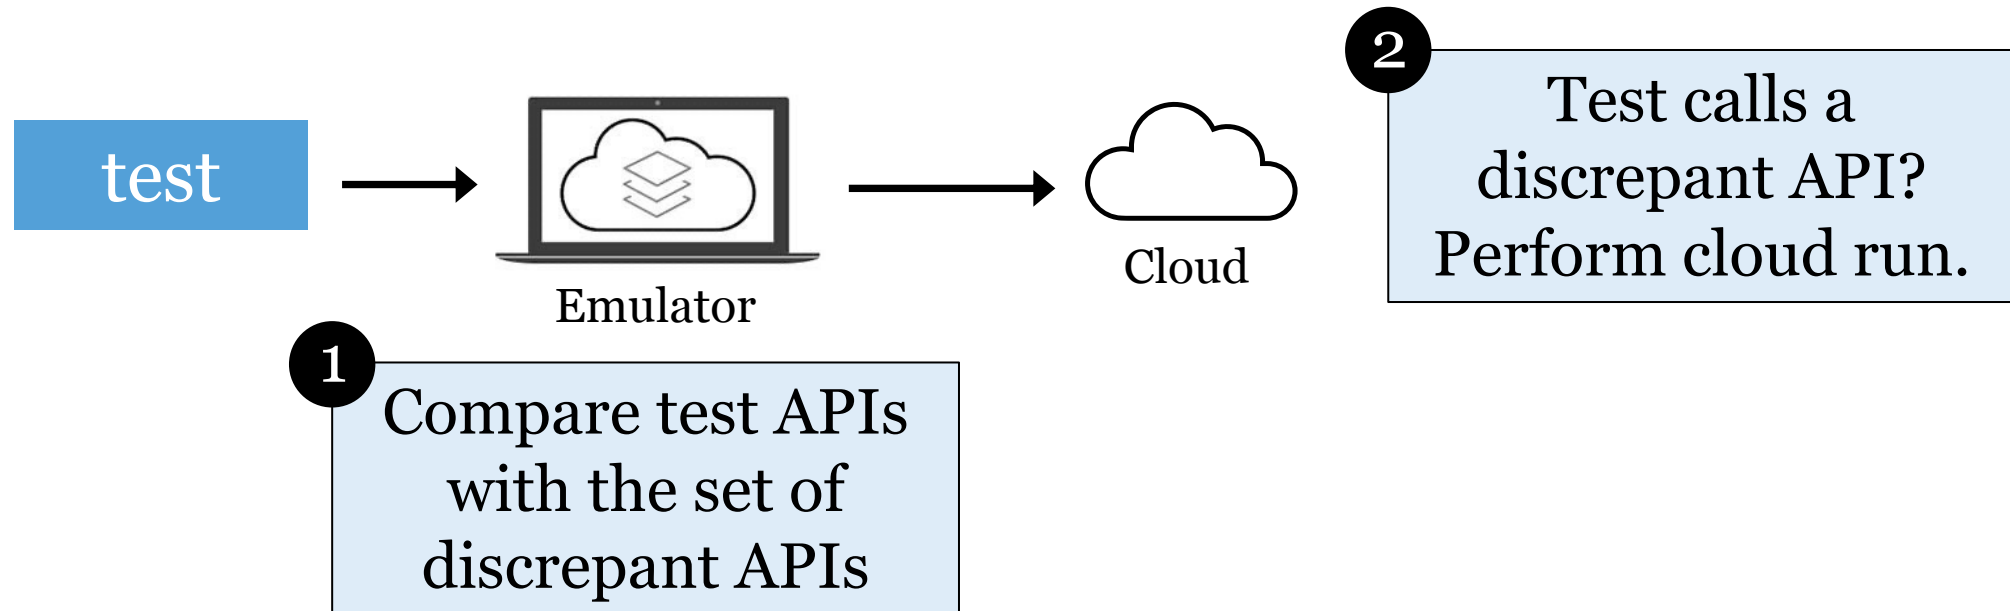 test
Emulator
Cloud
1
Compare test APIs
with the set of
discrepant APIs
2
Test calls a
discrepant API?
Perform cloud run.